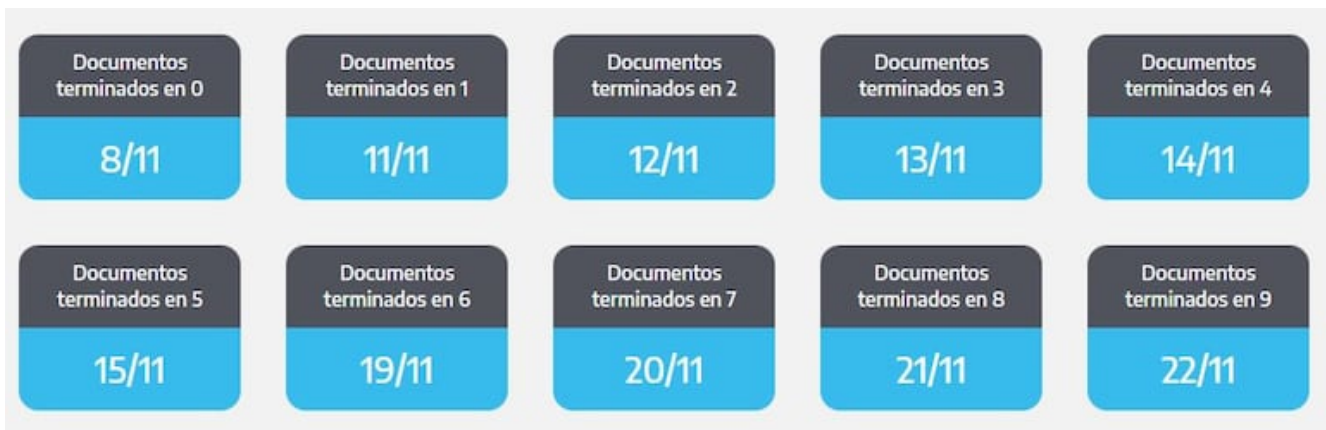 Documentos
terminados en 0
8/11
Documentos
terminados en 1
11/11
Documentos
terminados en 2
12/11
Documentos
terminados en 3
13/11
Documentos
terminados en 4
14/11
Documentos
terminados en 5
15/11
Documentos
terminados en 6
19/11
Documentos
terminados en 7
20/11
Documentos
terminados en 8
21/11
Documentos
terminados en 9
22/11